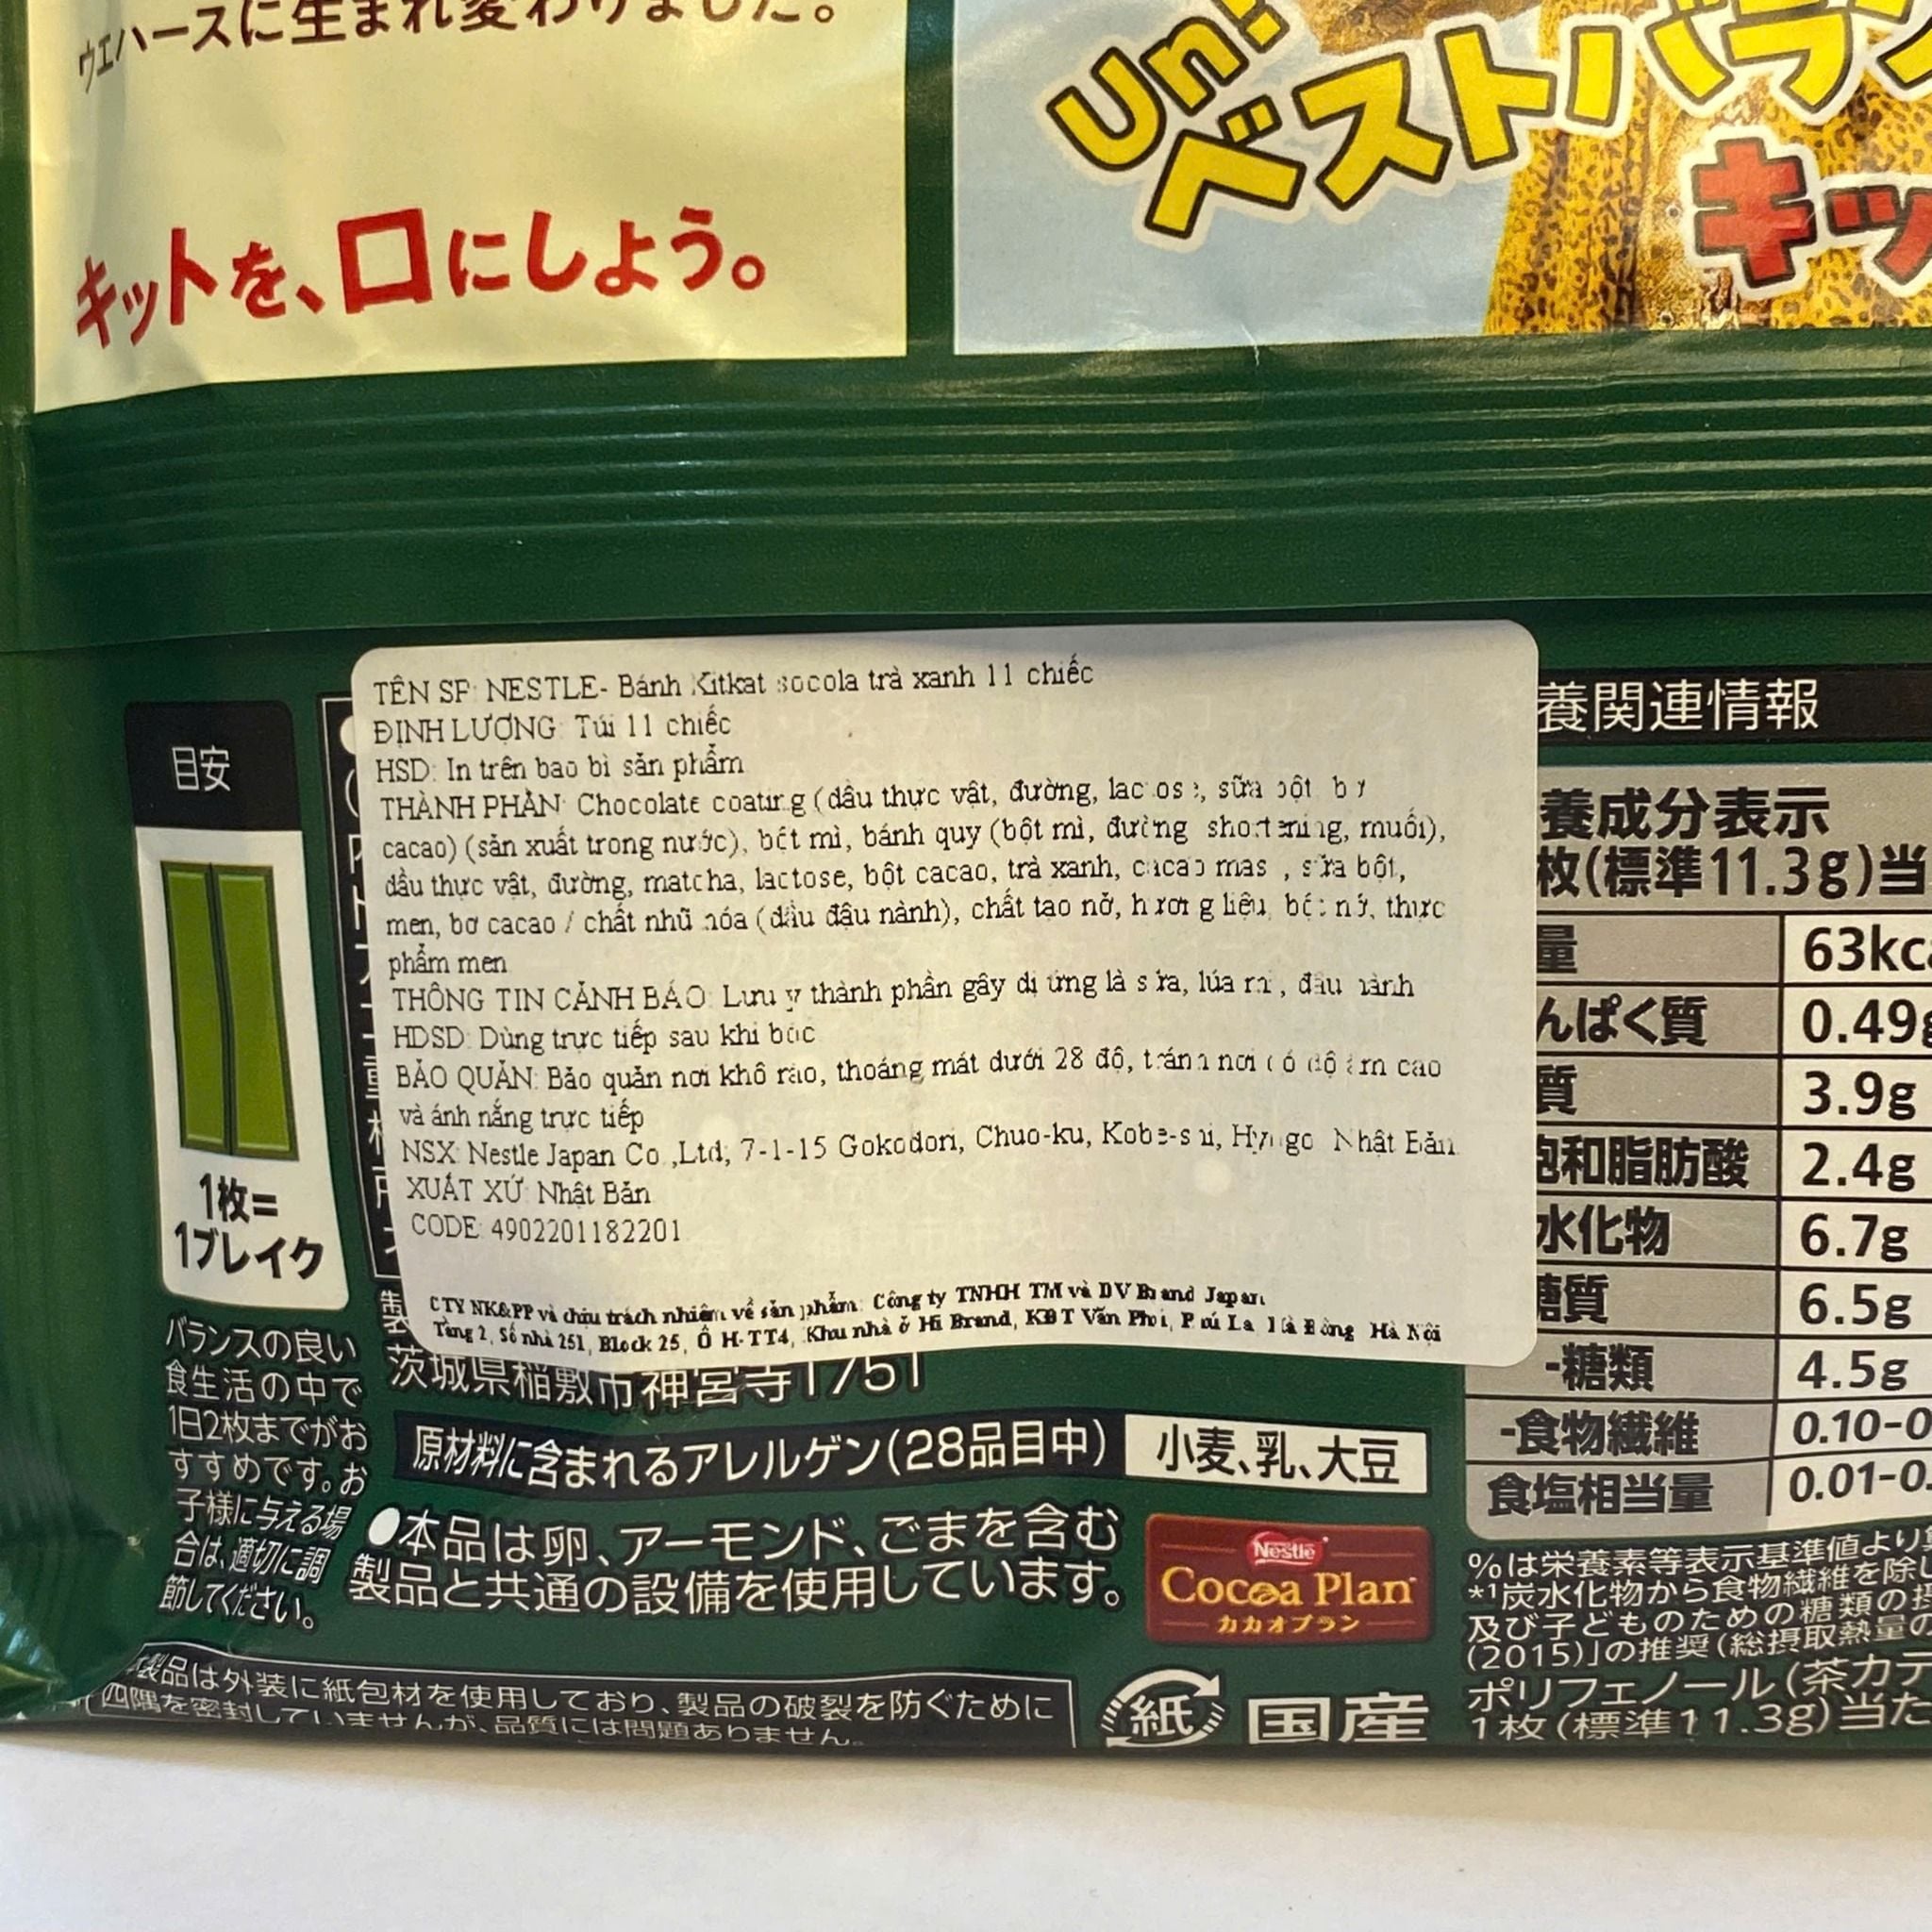 ウエハースに生まれ変わりました。
キットを、口にしよう。
Un!
ベストバラン
キッ
目安
1枚=
1ブレイク
バランスの良い
食生活の中で
1日2枚までがお
すすめです。お
子様に与える場
合は、適切に調
節してください。
TÊN SP: NESTLE- Bánh Kitkat socola trà xanh 11 chiếc
ĐỊNH LƯỢNG: Túi 11 chiếc
HSD: In trên bao bì sản phẩm
THÀNH PHẦN: Chocolate coating (dầu thực vật, đường, lactose, sữa bột, bơ
cacao) (sản xuất trong nước), bột mì, bánh quy (bột mì, đường, shortening, muối),
dầu thực vật, đường, matcha, lactose, bột cacao, trà xanh, cacao mas , sữa bột,
men, bơ cacao / chất nhũ hóa (dầu đậu nành), chất tạo nở, hương liệu, bột nở, thực
phẩm men
THÔNG TIN CẢNH BÁO: Lưu y thành phần gây dị ứng là sữa, lúa mì, đậu nành
HDSD: Dùng trực tiếp sau khi bóc
BẢO QUẢN: Bảo quản nơi khô ráo, thoáng mát dưới 28 độ, tránh nơi có độ ẩm cao
và ánh nắng trực tiếp
NSX: Nestle Japan Co.,Ltd; 7-1-15 Gokodori, Chuo-ku, Kobe-shi, Hyogo Nhật Bản
XUẤT XỨ: Nhật Bản
CODE: 4902201182201
CTY NK&PP và chịu trách nhiệm về sản phẩm: Công ty TNHH TM và DV Brand Japan
Tầng 2, Số nhà 251, Block 25, Ô H-TT4, Khu nhà ở Hi Brand, KĐT Văn Phú, Phú La, Hà Đông, Hà Nội
製
茨城県稲敷市神宮寺1751
原材料に含まれるアレルゲン(28品目中) 小麦、乳、大豆
●本品は卵、アーモンド、ごまを含む
製品と共通の設備を使用しています。
Nestlé
Cocoa Plan
カカオプラン
本製品は外装に紙包材を使用しており、製品の破裂を防ぐために
四隅を密封していませんが、品質には問題ありません。
紙 国産
養関連情報
養成分表示
枚(標準11.3g)当
量 63kca
んぱく質 0.49g
質 3.9g
飽和脂肪酸 2.4g
水化物 6.7g
糖質 6.5g
-糖類 4.5g
-食物繊維 0.10-0
食塩相当量 0.01-0.
%は栄養素等表示基準値より
*¹炭水化物から食物繊維を除し
及び子どものための糖類の摂
(2015)」の推奨(総摂取熱量の
ポリフェノール(茶カテ
1枚(標準11.3g)当た